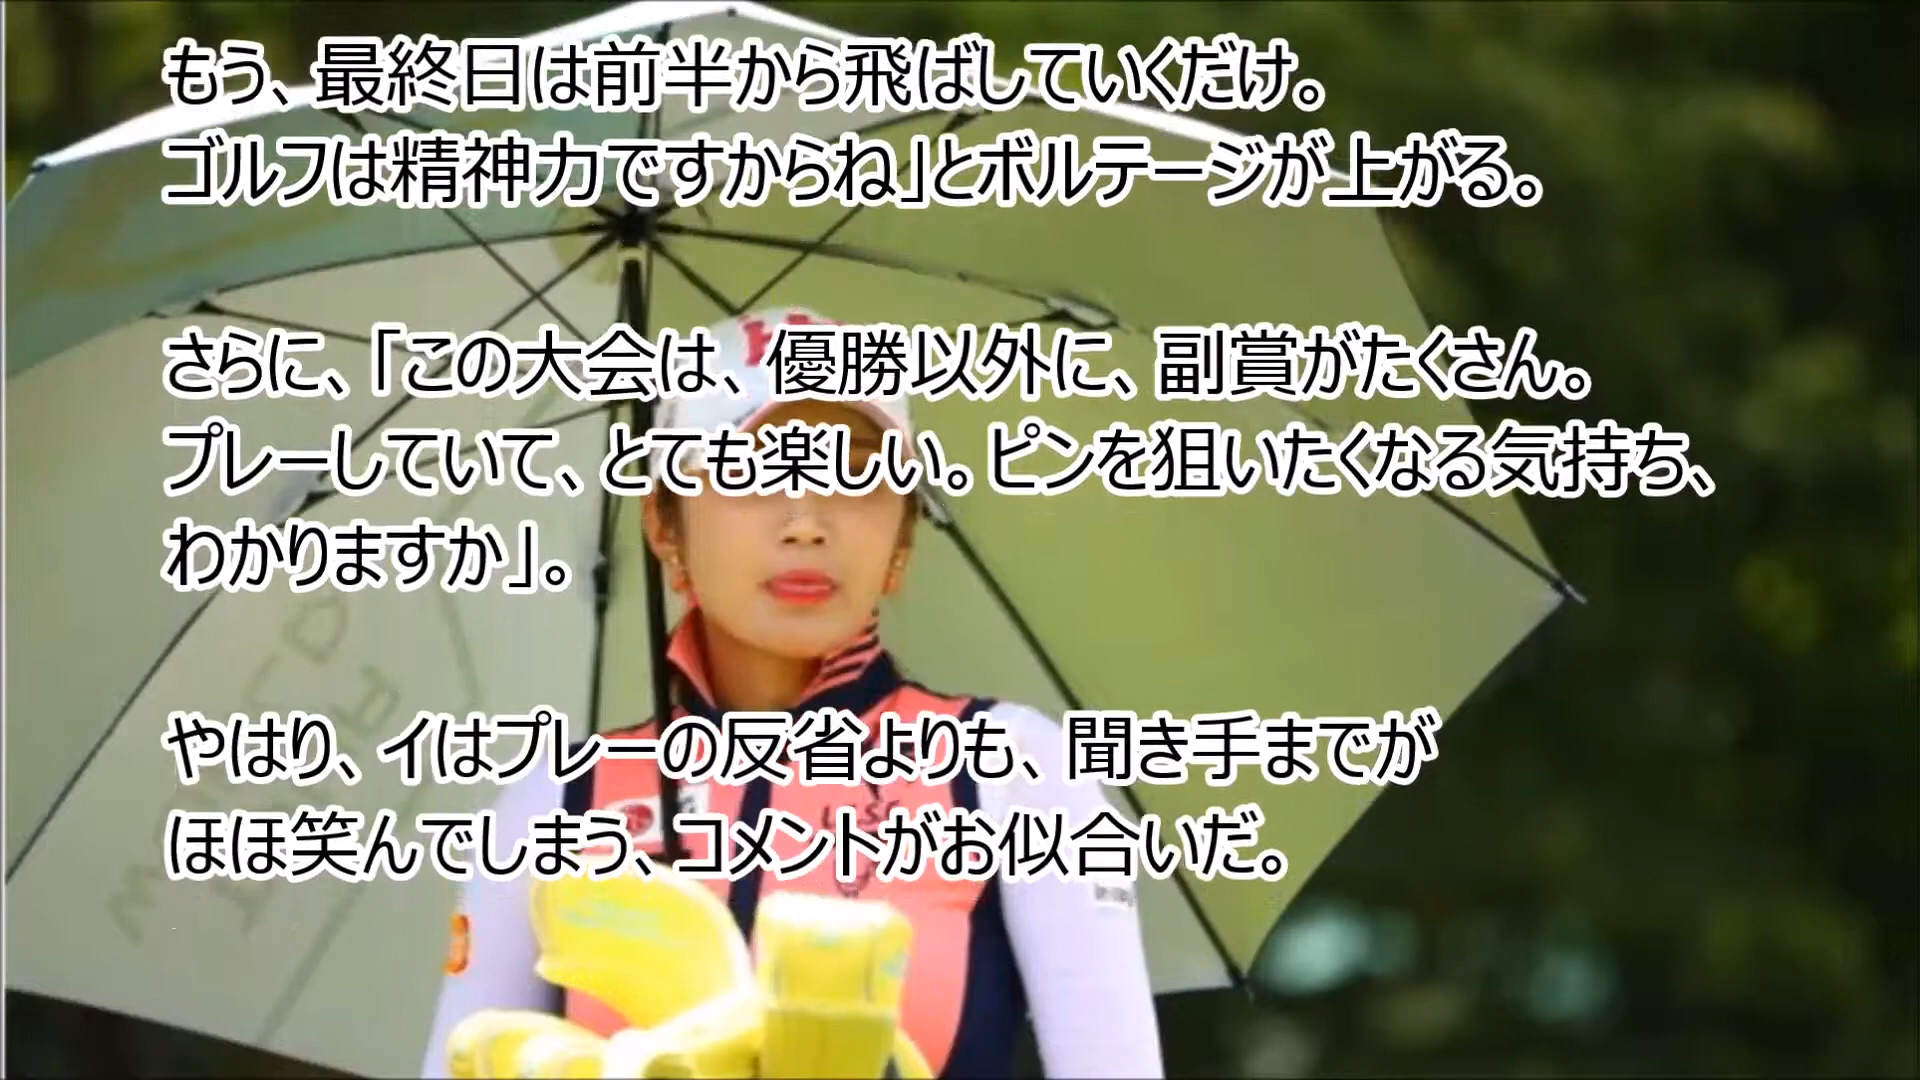 もう、最終日は前半から飛ばしていくだけ。
ゴルフは精神力ですからね」とボルテージが上がる。
さらに、「この大会は、優勝以外に、副賞がたくさん。
プレーしていて、とても楽しい。ピンを狙いたくなる気持ち、
わかりますか」。
やはり、イはプレーの反省よりも、聞き手までが
ほほ笑んでしまう、コメントがお似合いだ。